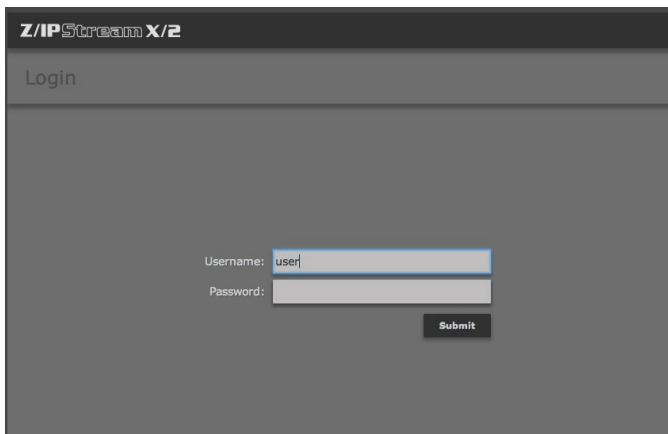 Z/IPStream X/2
Login
Username: user
Password:
Submit